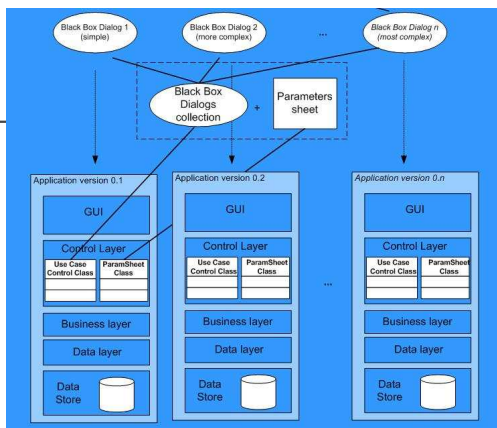 Black Box Dialog 1
(simple)
Black Box Dialog 2
(more complex)
...
Black Box Dialog n
(most complex)
Black Box
Dialogs
collection
+
Parameters
sheet
Application version 0.1
GUI
Control Layer
Use Case
Control Class
ParamSheet
Class
Business layer
Data layer
Data
Store
Application version 0.2
GUI
Control Layer
Use Case
Control Class
ParamSheet
Class
Business layer
Data layer
Data
Store
...
Application version 0.n
GUI
Control Layer
Use Case
Control Class
ParamSheet
Class
Business layer
Data layer
Data
Store